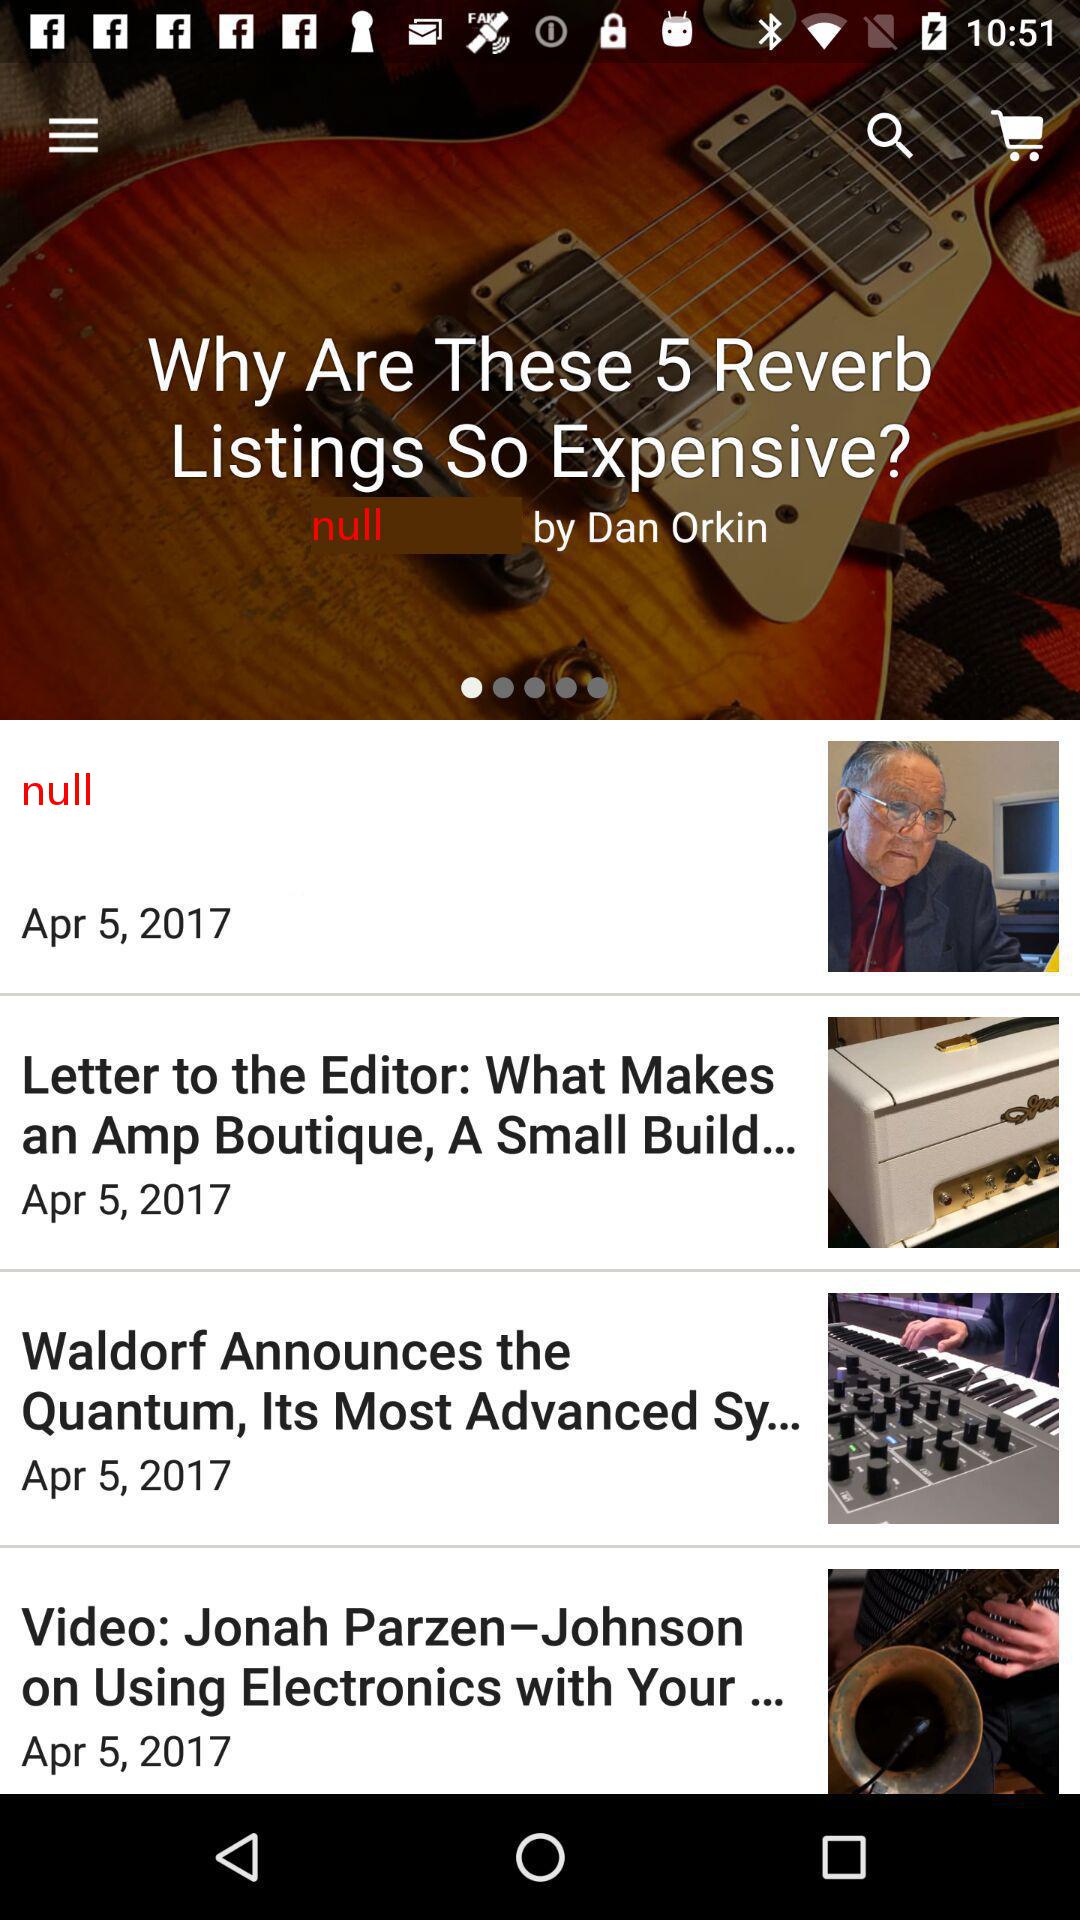 FAKE
10:51
Why Are These 5 Reverb
Listings So Expensive?
null by Dan Orkin
null
Apr 5, 2017
Letter to the Editor: What Makes
an Amp Boutique, A Small Build...
Apr 5, 2017
Waldorf Announces the
Quantum, Its Most Advanced Sy...
Apr 5, 2017
Video: Jonah Parzen–Johnson
on Using Electronics with Your ...
Apr 5, 2017